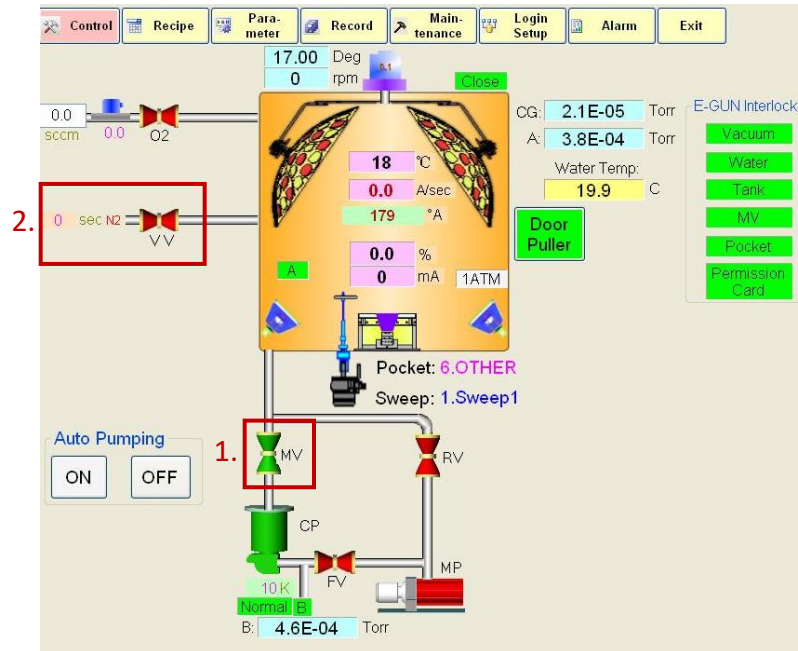 Control
Recipe
Para-
meter
Record
Main-
tenance
Login
Setup
Alarm
Exit
17.00 Deg
0 rpm
0.1
Close
0.0
sccm 0.0 O2
CG: 2.1E-05 Torr
A: 3.8E-04 Torr
Water Temp:
19.9 C
E-GUN Interlock
Vacuum
Water
Tank
MV
Pocket
Permission
Card
18 °C
0.0 A/sec
179 °A
2. 0 sec N2
VV
Door
Puller
0.0 %
A 0 mA 1ATM
Pocket: 6.OTHER
Sweep: 1.Sweep1
Auto Pumping
ON OFF
1. MV
RV
CP
FV
MP
10 K
Normal B
B: 4.6E-04 Torr